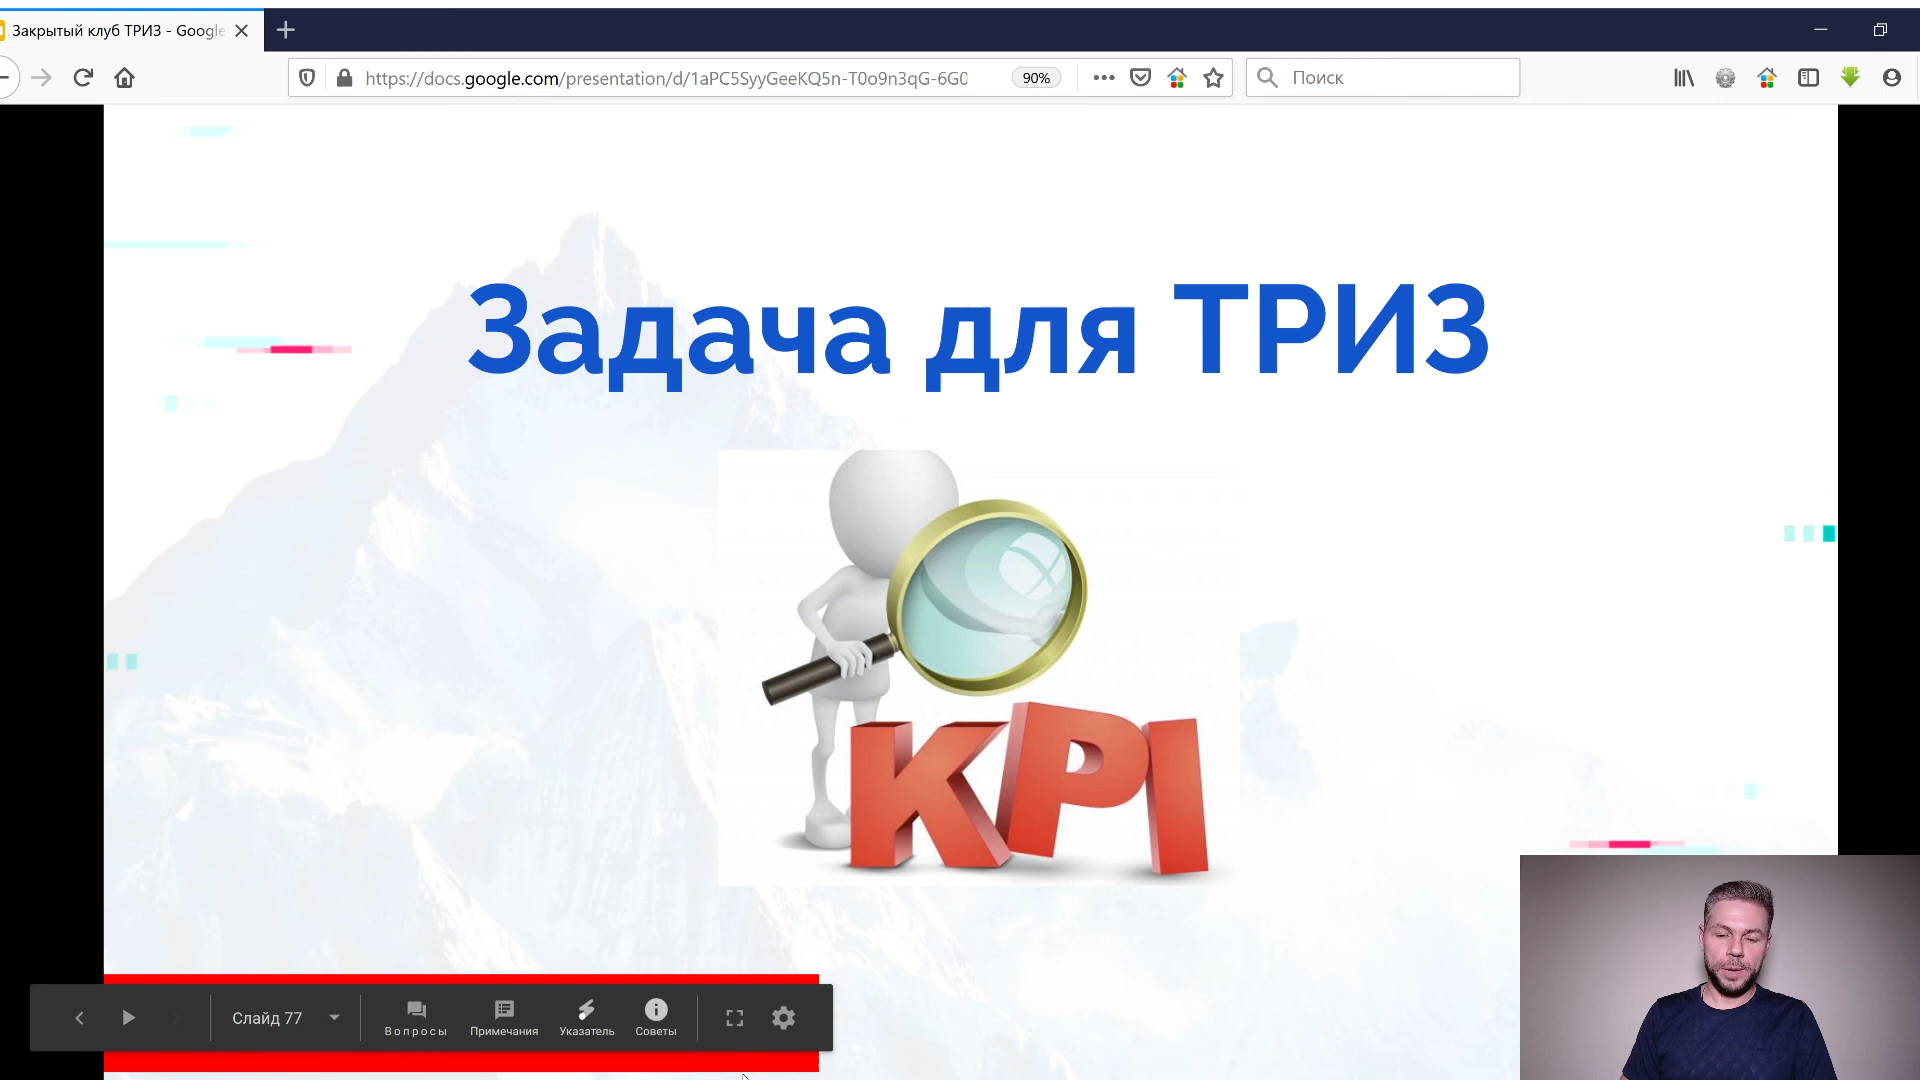 Закрытый клуб ТРИЗ - Google
https://docs.google.com/presentation/d/1aPC5SyyGeeKQ5n-T0o9n3qG-6G0
90%
Поиск
Задача для ТРИЗ
KPI
Слайд 77
Вопросы
Примечания
Указатель
Советы